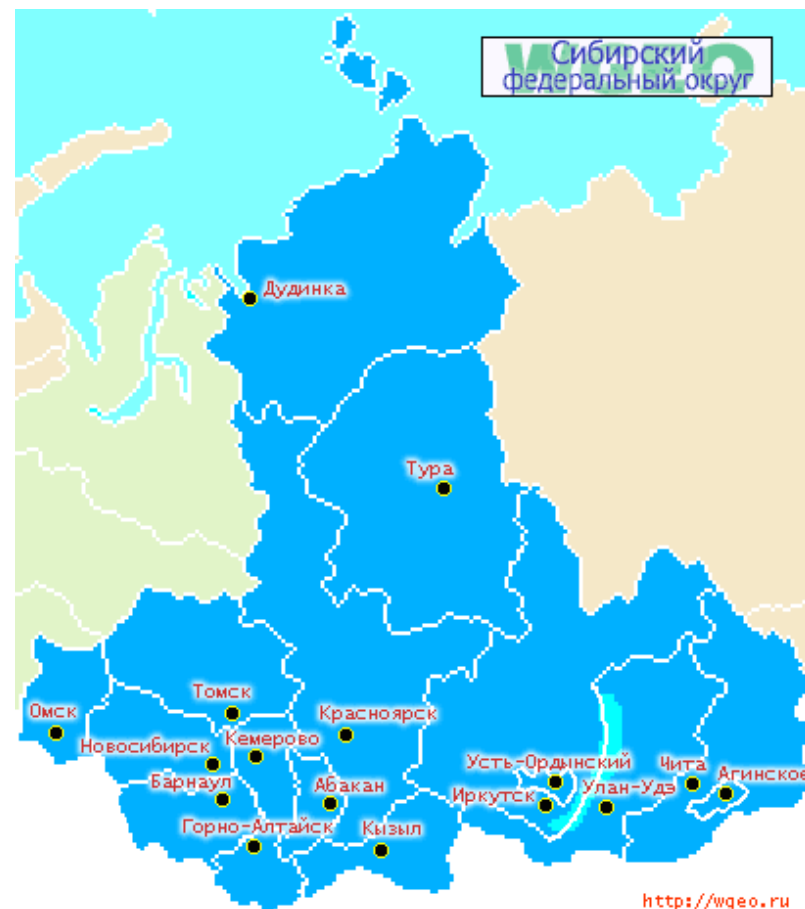 WGEO
Сибирский
федеральный округ
Дудинка
Тура
Томск
Омск
Красноярск
Новосибирск
Кемерово
Усть-Ордынский
Чита
Агинское
Барнаул
Абакан
Иркутск
Улан-Удэ
Горно-Алтайск
Кызыл
http://wgeo.ru